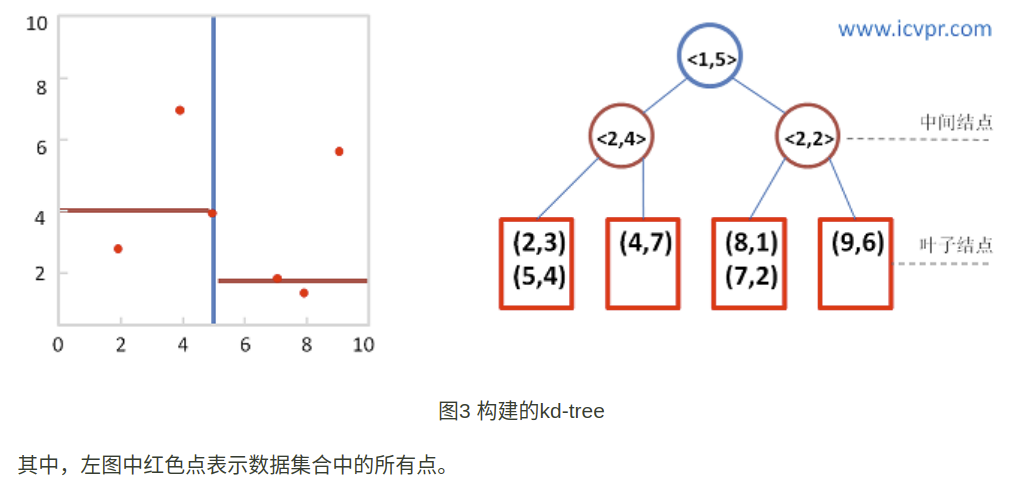 10
8
6
4
2
0 2 4 6 8 10
www.icvpr.com
<1,5>
<2,4> <2,2>
中间结点
(2,3) (4,7) (8,1) (9,6)
(5,4) (7,2)
叶子结点
图3 构建的kd-tree
其中，左图中红色点表示数据集合中的所有点。